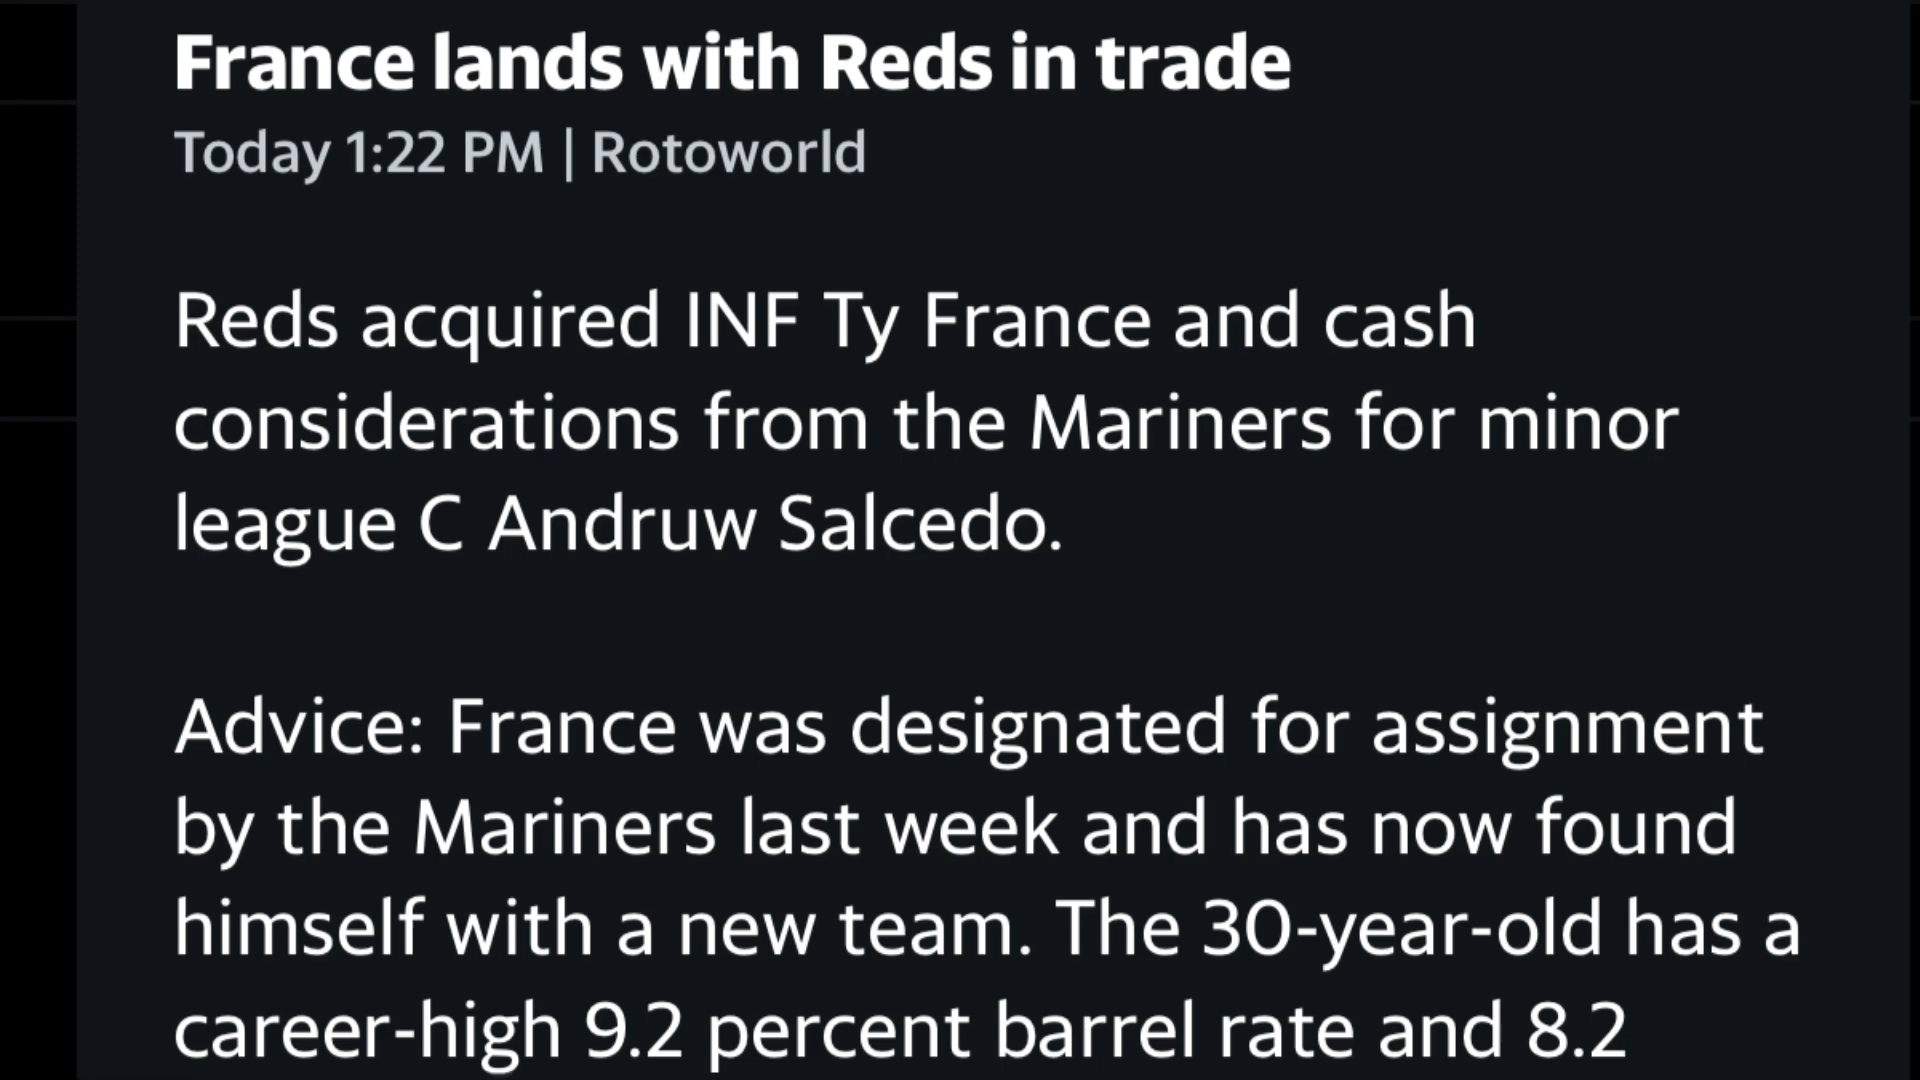 France lands with Reds in trade
Today 1:22 PM | Rotoworld
Reds acquired INF Ty France and cash
considerations from the Mariners for minor
league C Andruw Salcedo.
Advice: France was designated for assignment
by the Mariners last week and has now found
himself with a new team. The 30-year-old has a
career-high 9.2 percent barrel rate and 8.2